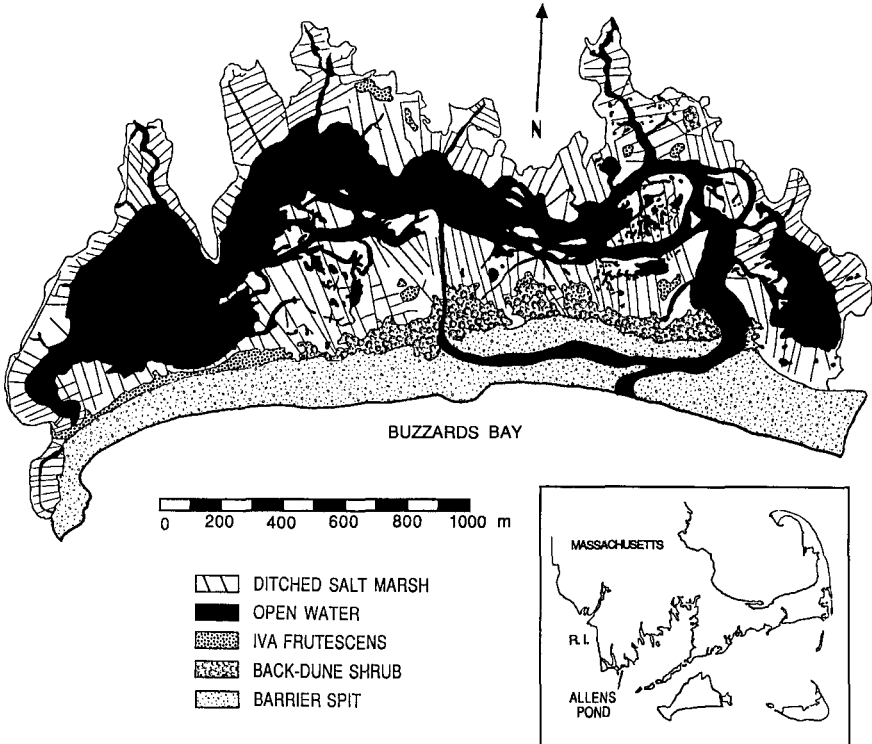 N
BUZZARDS BAY
0 200 400 600 800 1000 m
DITCHED SALT MARSH
OPEN WATER
IVA FRUTESCENS
BACK-DUNE SHRUB
BARRIER SPIT
MASSACHUSETTS
R.I.
ALLENS
POND